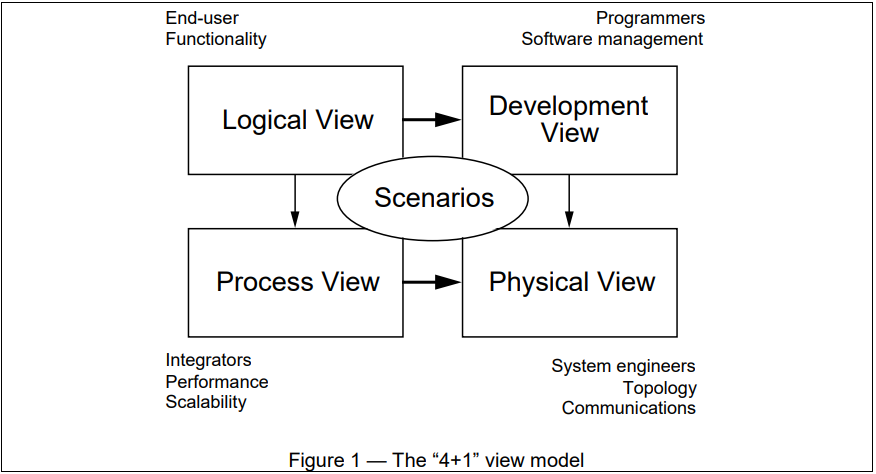 End-user
Functionality
Programmers
Software management
Logical View
Development
View
Scenarios
Process View
Physical View
Integrators
Performance
Scalability
System engineers
Topology
Communications
Figure 1 — The “4+1” view model